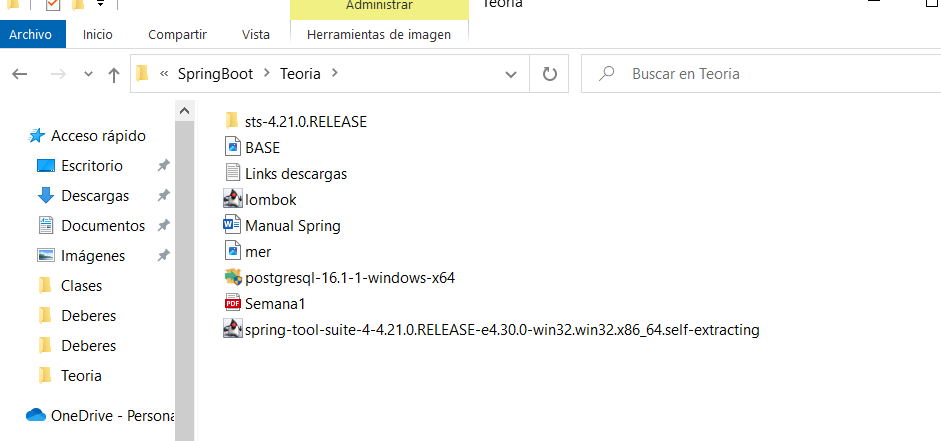 Administrar
Teoria
Archivo
Inicio
Compartir
Vista
Herramientas de imagen
« SpringBoot > Teoria >
Buscar en Teoria
Acceso rápido
Escritorio
Descargas
Documentos
Imágenes
Clases
Deberes
Deberes
Teoria
OneDrive - Persona
sts-4.21.0.RELEASE
BASE
Links descargas
lombok
Manual Spring
mer
postgresql-16.1-1-windows-x64
PDF Semana1
spring-tool-suite-4-4.21.0.RELEASE-e4.30.0-win32.win32.x86_64.self-extracting